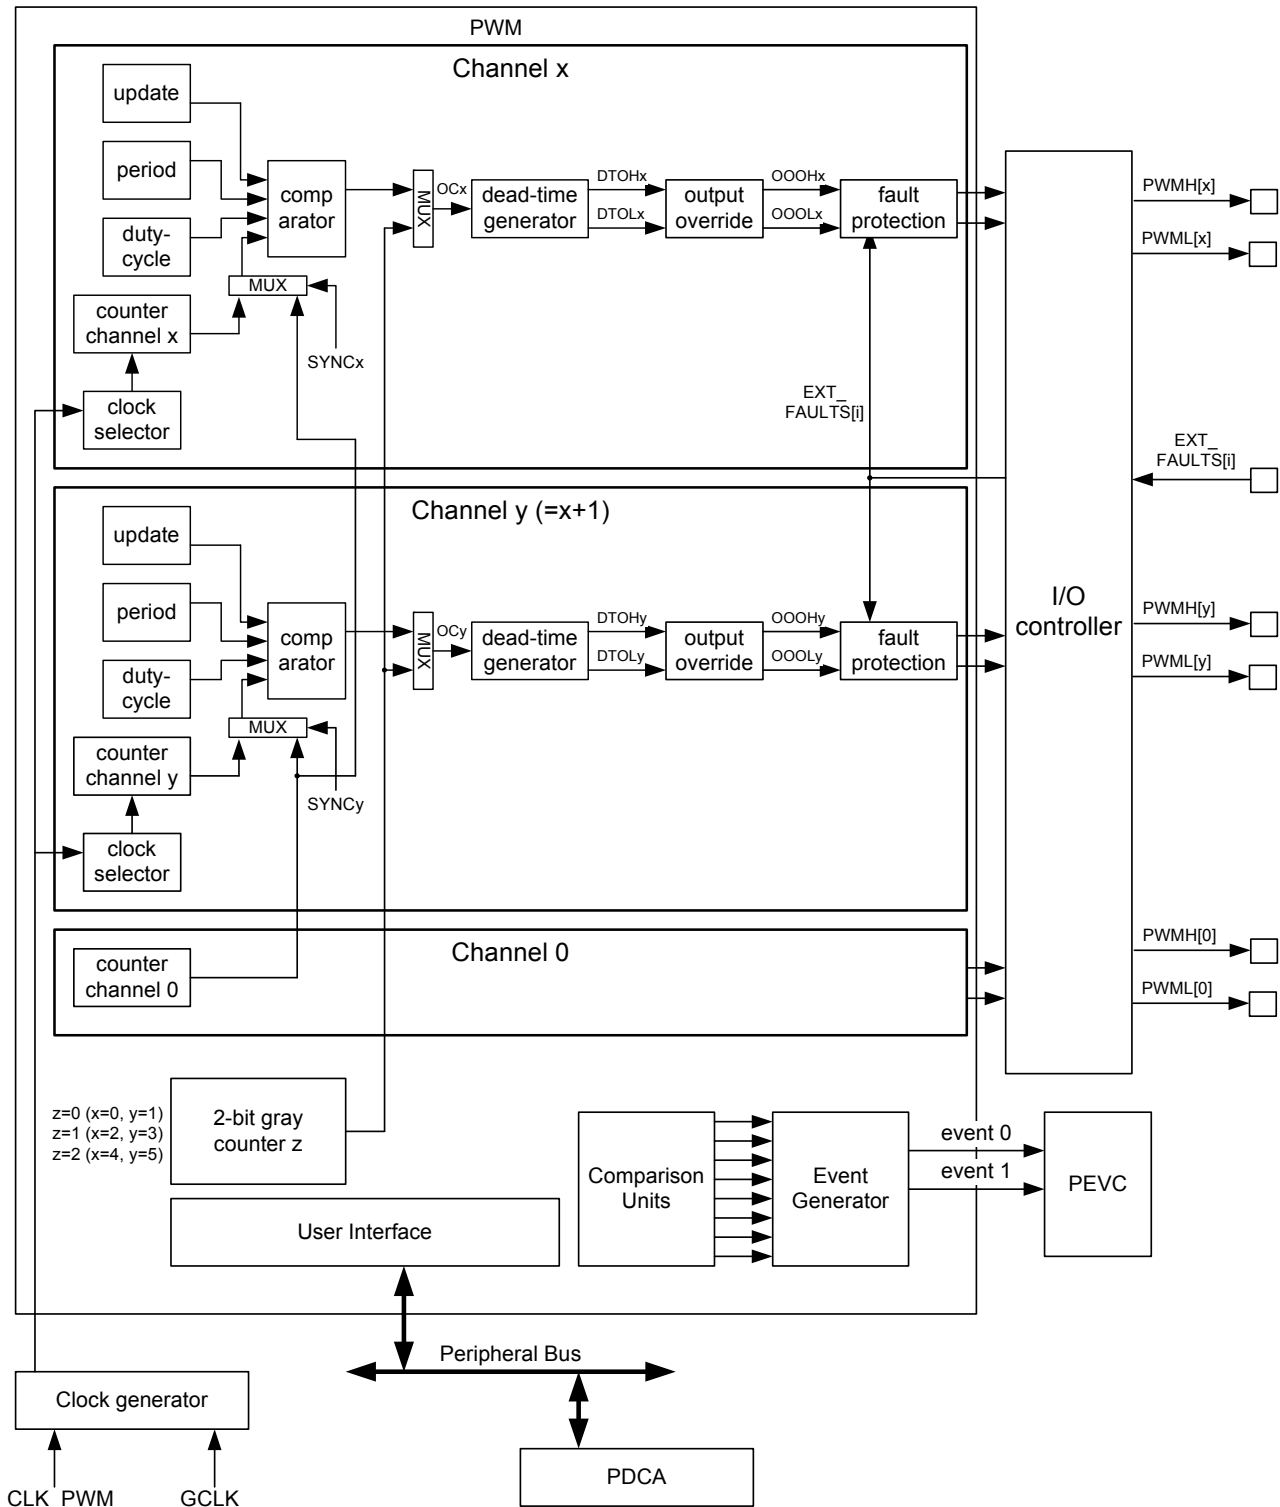 PWM
Channel x
update
period
duty-
cycle
comp
arator
MUX
counter
channel x
SYNCx
clock
selector
MUX
OCx
dead-time
generator
DTOHx
DTOLx
output
override
OOOHx
OOOLx
fault
protection
EXT_
FAULTS[i]
PWMH[x]
PWML[x]
EXT_
FAULTS[i]
I/O
controller
Channel y (=x+1)
update
period
duty-
cycle
comp
arator
MUX
counter
channel y
SYNCy
clock
selector
MUX
OCy
dead-time
generator
DTOHy
DTOLy
output
override
OOOHy
OOOLy
fault
protection
PWMH[y]
PWML[y]
Channel 0
counter
channel 0
PWMH[0]
PWML[0]
z=0 (x=0, y=1)
z=1 (x=2, y=3)
z=2 (x=4, y=5)
2-bit gray
counter z
Comparison
Units
Event
Generator
event 0
event 1
PEVC
User Interface
Peripheral Bus
Clock generator
PDCA
CLK_PWM
GCLK